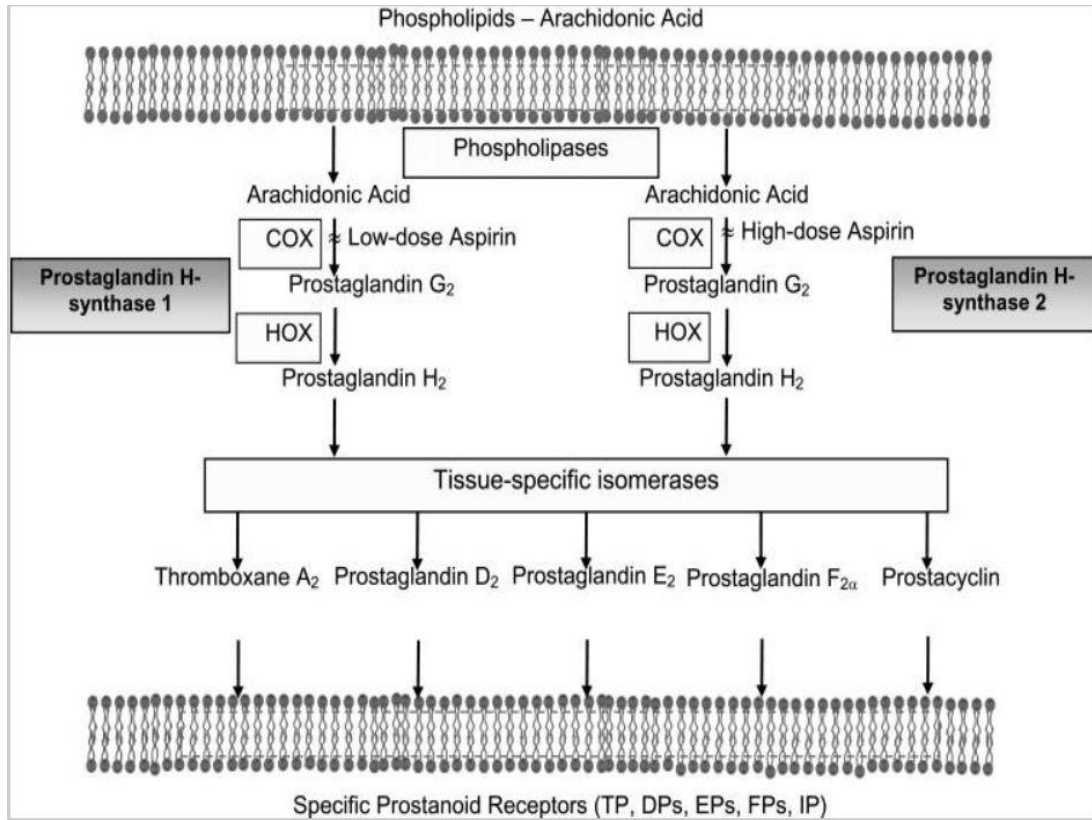 Phospholipids – Arachidonic Acid
Phospholipases
Arachidonic Acid
Arachidonic Acid
COX
≈ Low-dose Aspirin
COX
≈ High-dose Aspirin
Prostaglandin H-
synthase 1
Prostaglandin G₂
Prostaglandin G₂
Prostaglandin H-
synthase 2
HOX
HOX
Prostaglandin H₂
Prostaglandin H₂
Tissue-specific isomerases
Thromboxane A₂
Prostaglandin D₂
Prostaglandin E₂
Prostaglandin F₂α
Prostacyclin
Specific Prostanoid Receptors (TP, DPs, EPs, FPs, IP)